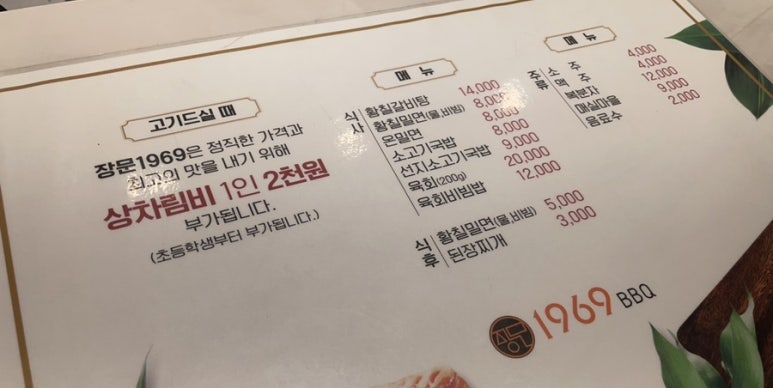 고기드실 때
장문1969은 정직한 가격과
최고의 맛을 내기 위해
상차림비 1인 2천원
부가됩니다.
(초등학생부터 부가됩니다.)
메 뉴
식사
황칠갈비탕 14,000
황칠밀면(물,비빔) 8,000
온밀면 8,000
소고기국밥 8,000
선지소고기국밥 9,000
육회(200g) 20,000
육회비빔밥 12,000
식후
황칠밀면(물,비빔) 5,000
된장찌개 3,000
메 뉴
주류
소 주 4,000
맥 주 4,000
복분자 12,000
매실마을 9,000
음료수 2,000
장문 1969 BBQ